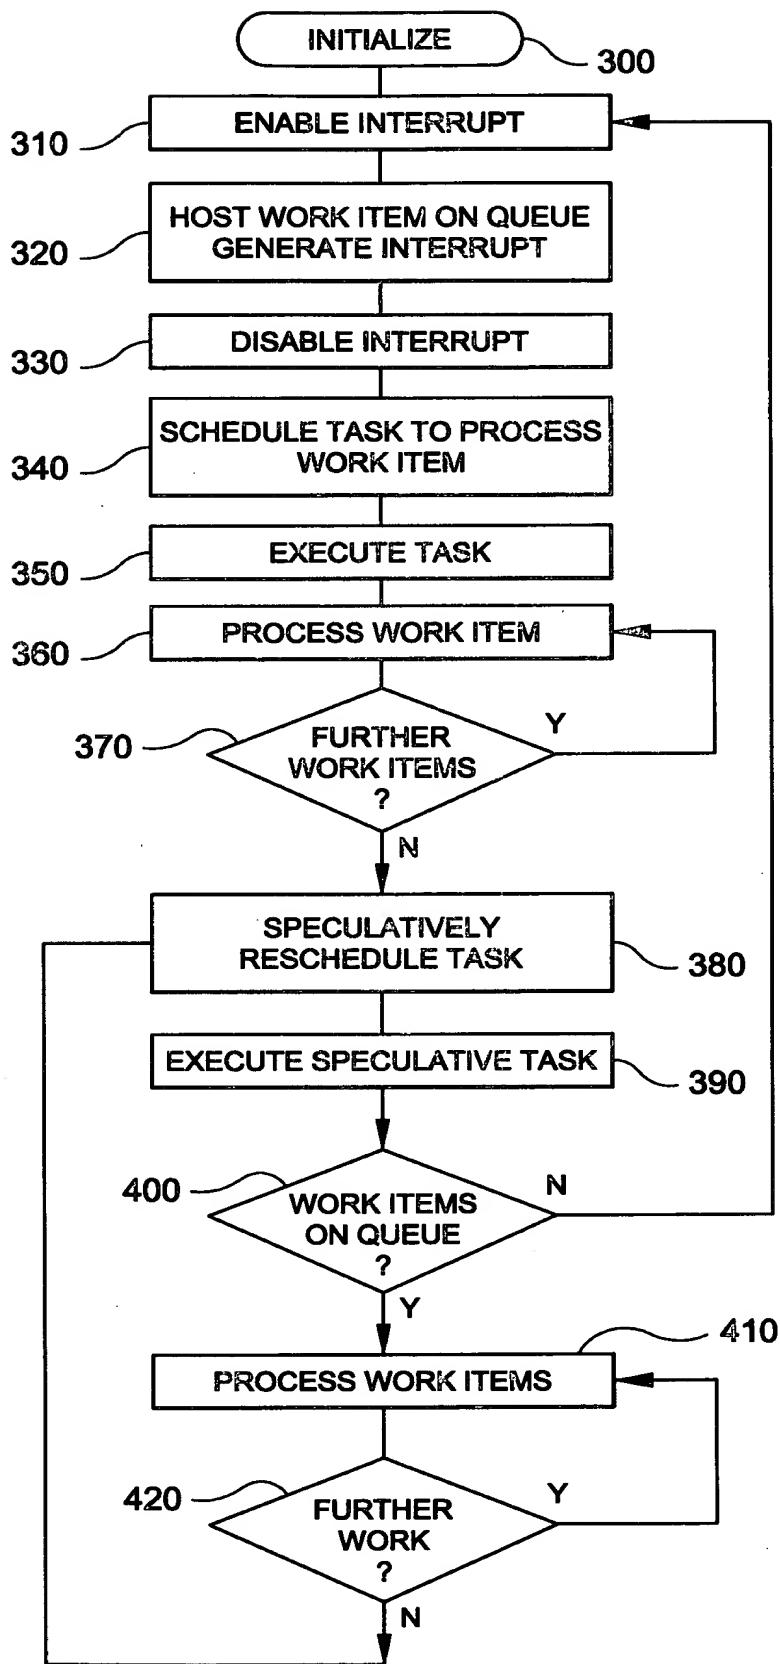 INITIALIZE
300
310
ENABLE INTERRUPT
320
HOST WORK ITEM ON QUEUE
GENERATE INTERRUPT
330
DISABLE INTERRUPT
340
SCHEDULE TASK TO PROCESS
WORK ITEM
350
EXECUTE TASK
360
PROCESS WORK ITEM
370
FURTHER
WORK ITEMS
?
Y
N
SPECULATIVELY
RESCHEDULE TASK
380
EXECUTE SPECULATIVE TASK
390
400
WORK ITEMS
ON QUEUE
?
N
Y
410
PROCESS WORK ITEMS
420
FURTHER
WORK
?
Y
N